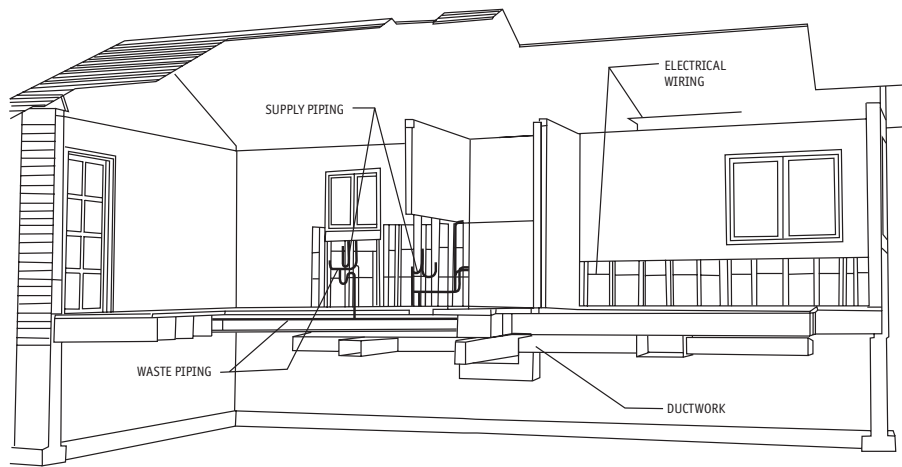 ELECTRICAL
WIRING
SUPPLY PIPING
WASTE PIPING
DUCTWORK